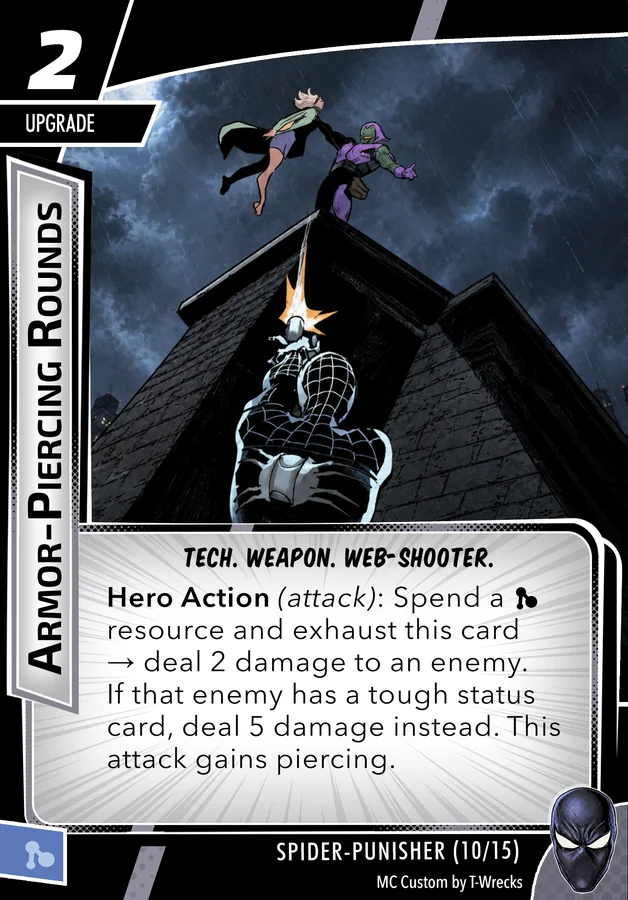 2
UPGRADE
ARMOR-PIERCING ROUNDS
TECH. WEAPON. WEB-SHOOTER.
Hero Action (attack): Spend a
resource and exhaust this card
→ deal 2 damage to an enemy.
If that enemy has a tough status
card, deal 5 damage instead. This
attack gains piercing.
SPIDER-PUNISHER (10/15)
MC Custom by T-Wrecks